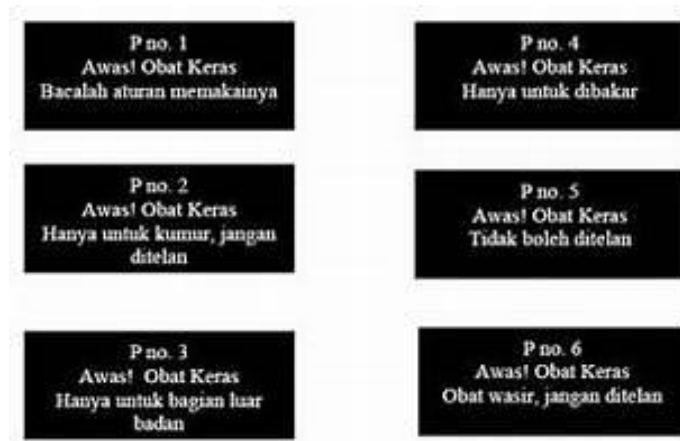 P no. 1
Awas! Obat Keras
Bacalah aturan memakainya
P no. 2
Awas! Obat Keras
Hanya untuk kumur, jangan
ditelan
P no. 3
Awas! Obat Keras
Hanya untuk bagian luar
badan
P no. 4
Awas! Obat Keras
Hanya untuk dibakar
P no. 5
Awas! Obat Keras
Tidak boleh ditelan
P no. 6
Awas! Obat Keras
Obat wasir, jangan ditelan